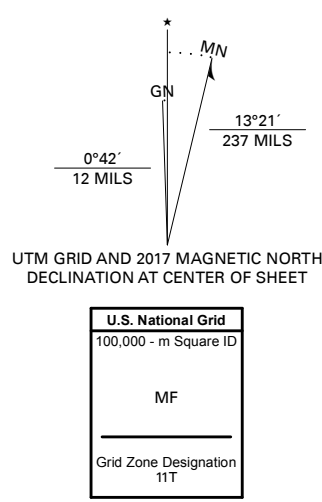 ★
MN
GN
13°21´
237 MILS
0°42´
12 MILS
UTM GRID AND 2017 MAGNETIC NORTH
DECLINATION AT CENTER OF SHEET
U.S. National Grid
100,000 - m Square ID
MF
Grid Zone Designation
11T